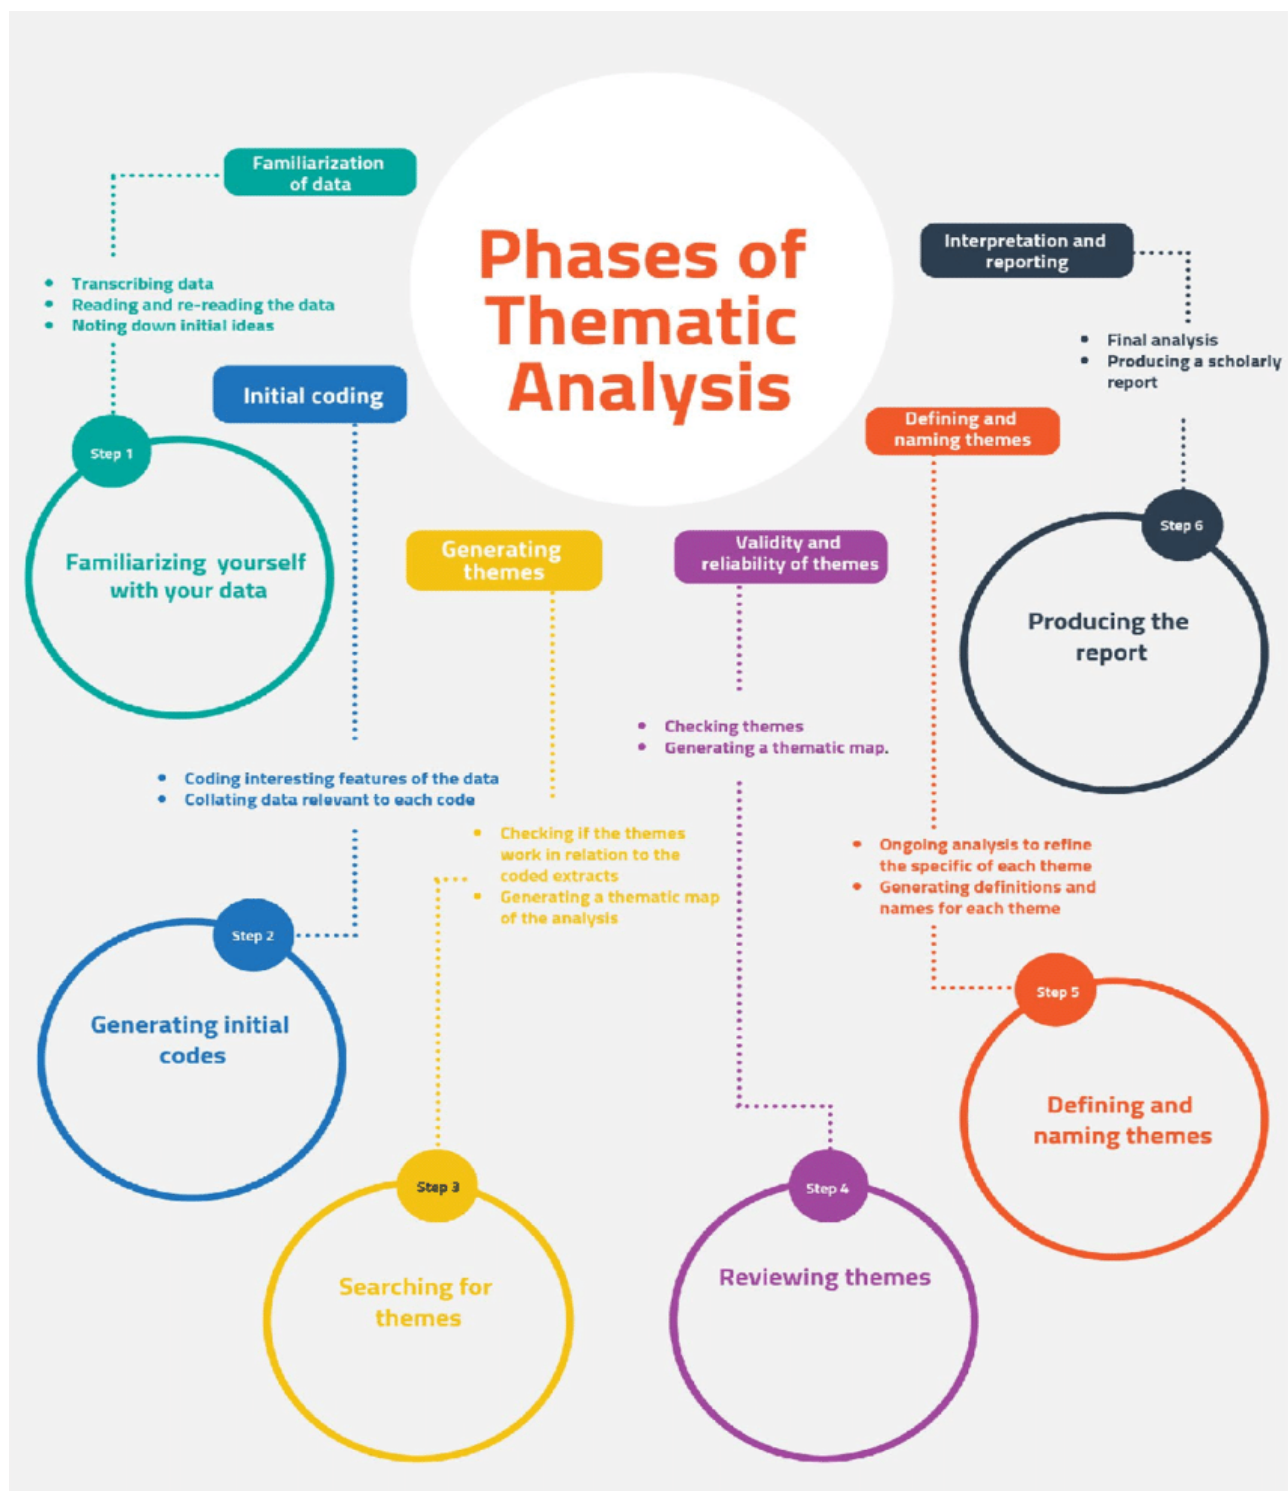 Phases of
Thematic
Analysis
Familiarization
of data
• Transcribing data
• Reading and re-reading the data
• Noting down initial ideas
Step 1
Familiarizing yourself
with your data
Initial coding
• Coding interesting features of the data
• Collating data relevant to each code
Step 2
Generating initial
codes
Generating
themes
• Checking if the themes
work in relation to the
coded extracts
• Generating a thematic map
of the analysis
Step 3
Searching for
themes
Validity and
reliability of themes
• Checking themes
• Generating a thematic map.
Step 4
Reviewing themes
Defining and
naming themes
• Ongoing analysis to refine
the specific of each theme
• Generating definitions and
names for each theme
Step 5
Defining and
naming themes
Interpretation and
reporting
• Final analysis
• Producing a scholarly
report
Step 6
Producing the
report